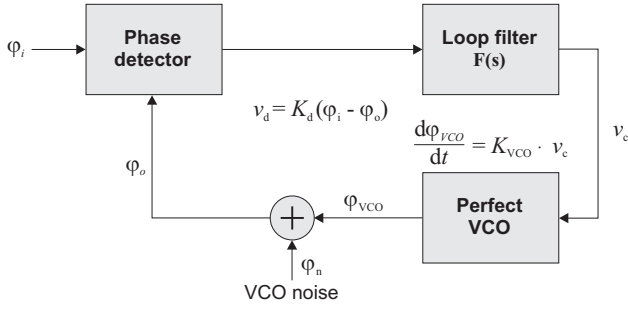 φi
Phase
detector
Loop filter
F(s)
vd = Kd (φi - φo)
dφVCO
dt
= KVCO · vc
vc
φo
φVCO
Perfect
VCO
+
φn
VCO noise